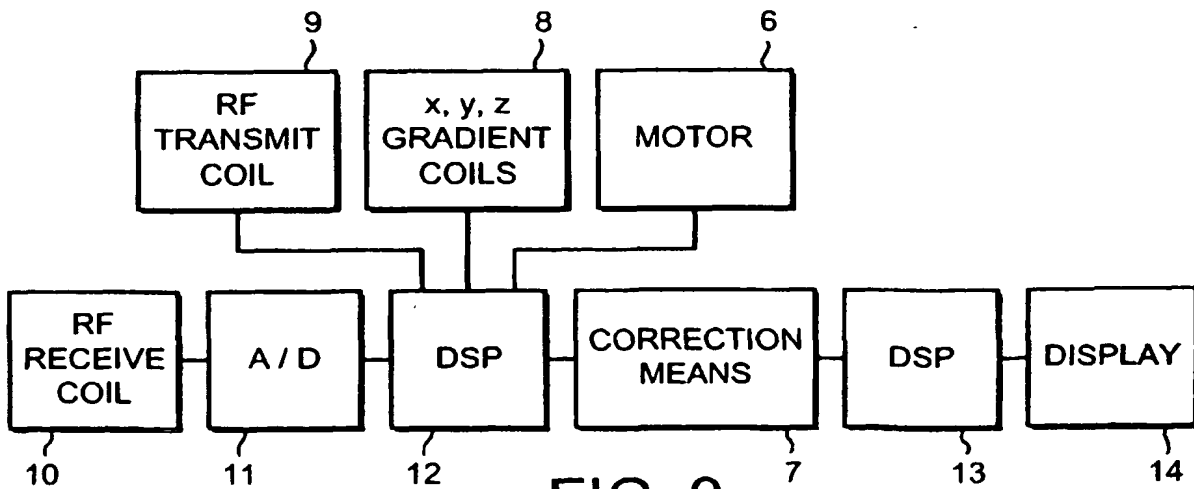 9
8
6
RF
TRANSMIT
COIL
x, y, z
GRADIENT
COILS
MOTOR
RF
RECEIVE
COIL
A / D
DSP
CORRECTION
MEANS
DSP
DISPLAY
10
11
12
7
13
14